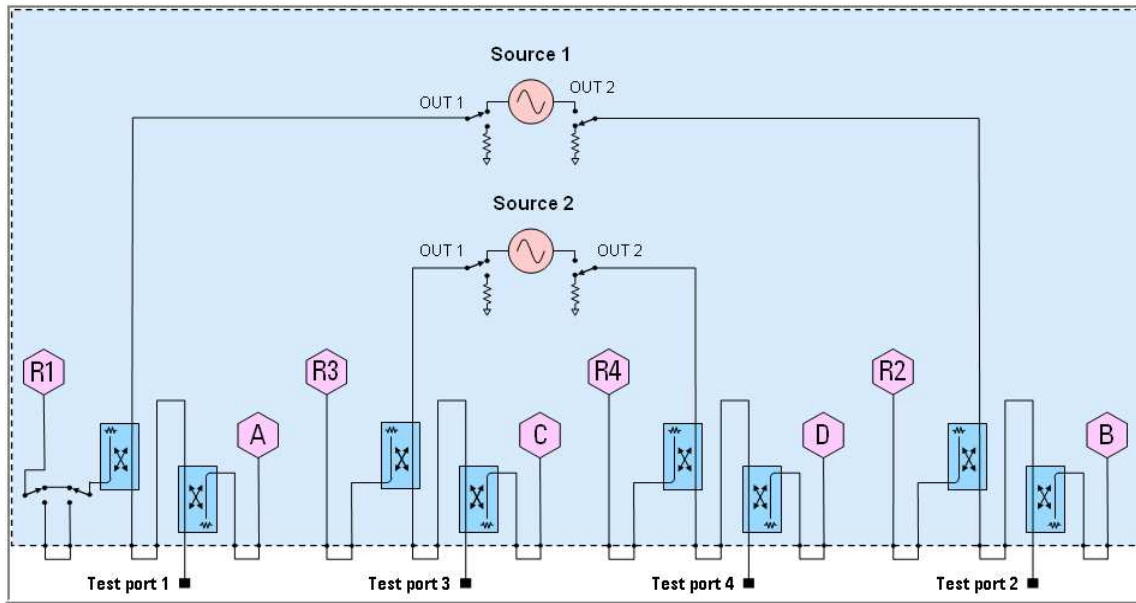 Source 1
OUT 1
OUT 2
Source 2
OUT 1
OUT 2
R1
R3
R4
R2
A
C
D
B
Test port 1
Test port 3
Test port 4
Test port 2